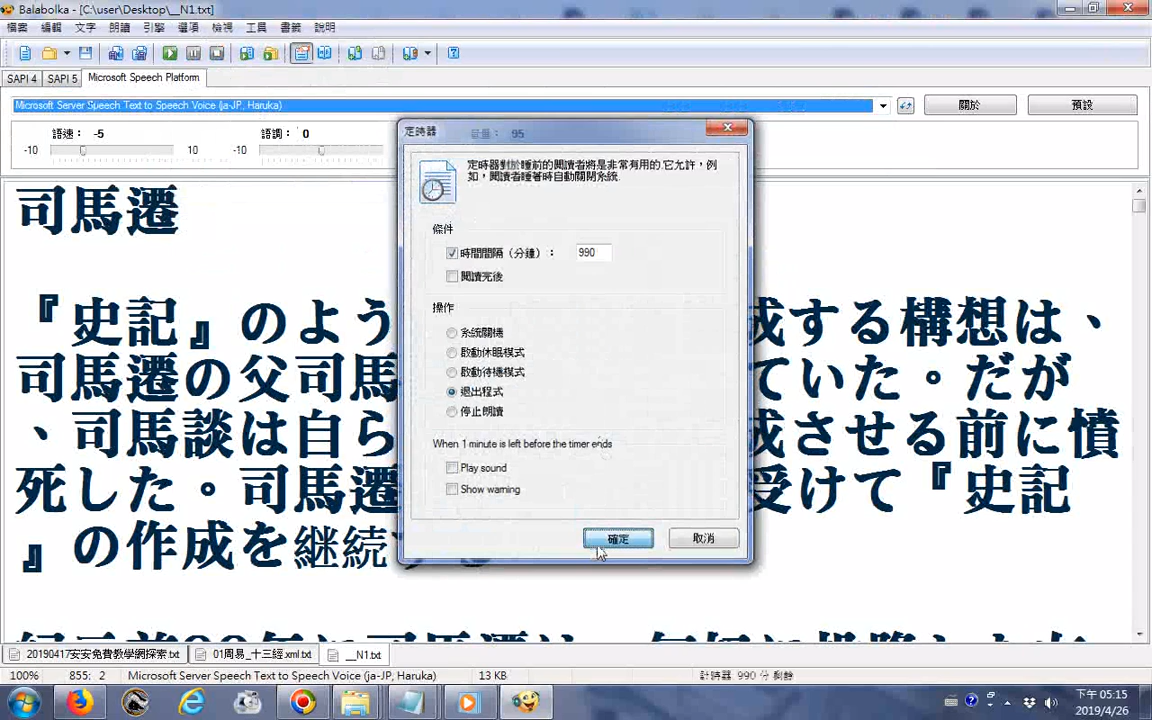 Balabolka - [C:\user\Desktop\__N1.txt]
檔案 編輯 文字 朗讀 引擎 選項 檢視 工具 書籤 說明
SAPI 4 SAPI 5 Microsoft Speech Platform
Microsoft Server Speech Text to Speech Voice (ja-JP, Haruka)
關於 預設
語速： -5 語調： 0
-10 10 -10
定時器 音量： 95
定時器對於睡前的閱讀者將是非常有用的.它允許，例
如，閱讀者睡著時自動關閉系統.
條件
時間間隔（分鐘）： 990
閱讀完後
操作
系統關機
啟動休眠模式
啟動待機模式
退出程式
停止朗讀
When 1 minute is left before the timer ends
Play sound
Show warning
確定 取消
司馬遷
『史記』のよう 成する構想は、
司馬遷の父司馬 ていた。だが
、司馬談は自ら 成させる前に憤
死した。司馬遷 受けて『史記
』の作成を継続
20190417安安免費教學網探索.txt 01周易_十三經.xml.txt __N1.txt
100% 855: 2 Microsoft Server Speech Text to Speech Voice (ja-JP, Haruka) 13 KB 計時器 990 分 剩餘
下午 05:15
2019/4/26